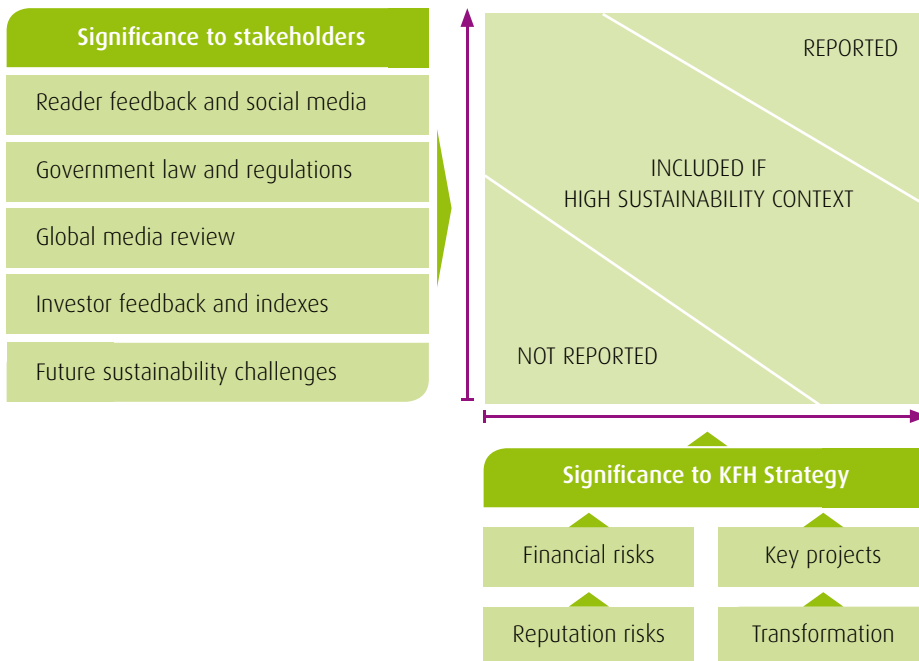 Significance to stakeholders
Reader feedback and social media
Government law and regulations
Global media review
Investor feedback and indexes
Future sustainability challenges
REPORTED
INCLUDED IF
HIGH SUSTAINABILITY CONTEXT
NOT REPORTED
Significance to KFH Strategy
Financial risks
Key projects
Reputation risks
Transformation